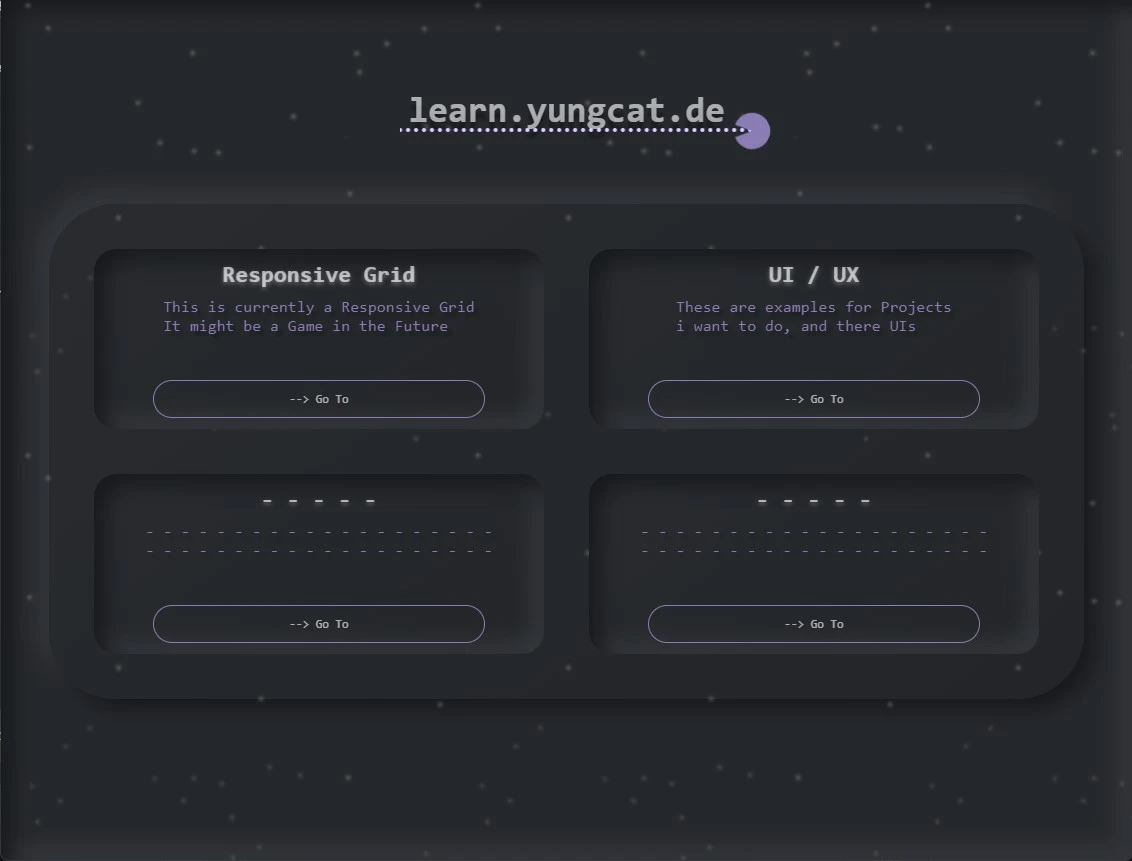 learn.yungcat.de
Responsive Grid
This is currently a Responsive Grid
It might be a Game in the Future
--> Go To
UI / UX
These are examples for Projects
i want to do, and there UIs
--> Go To
- - - - -
- - - - - - - - - - - - - - - - - - - -
- - - - - - - - - - - - - - - - - - - -
--> Go To
- - - - -
- - - - - - - - - - - - - - - - - - - -
- - - - - - - - - - - - - - - - - - - -
--> Go To